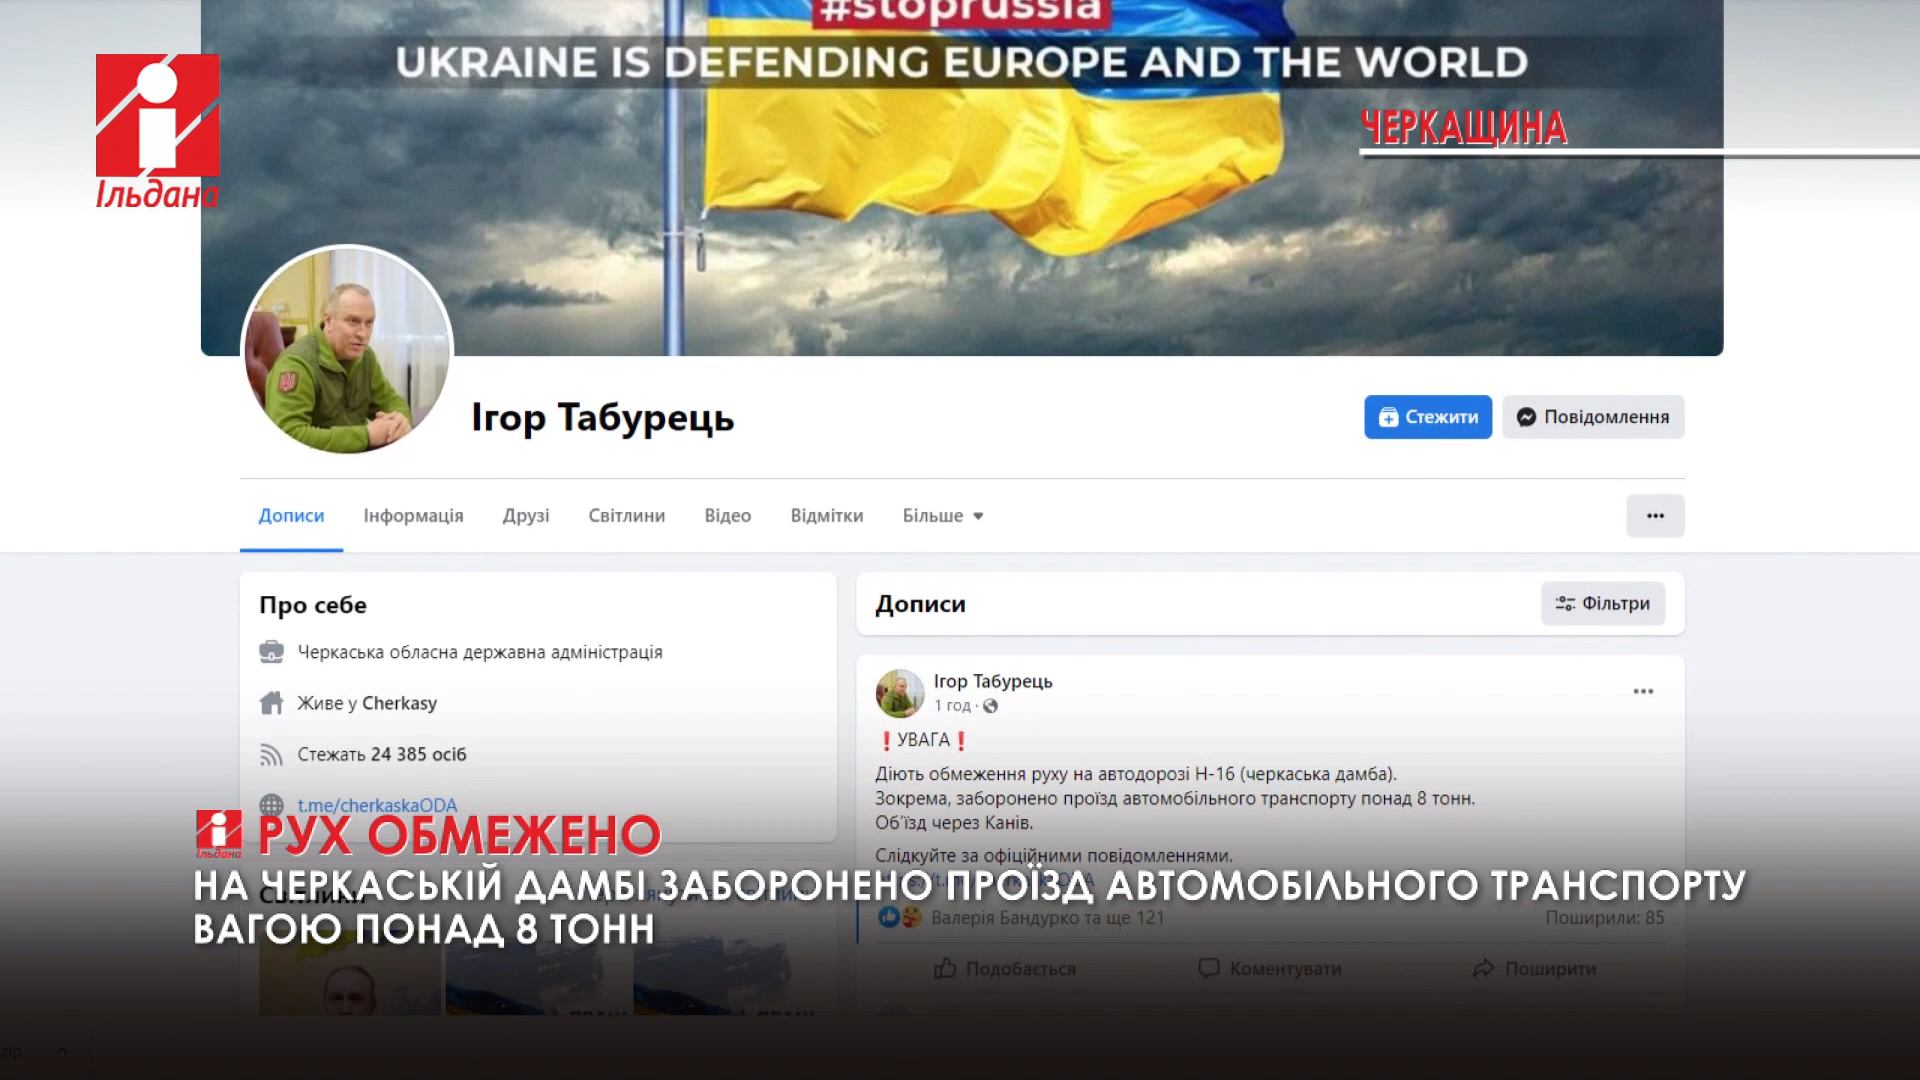 #stoprussia
UKRAINE IS DEFENDING EUROPE AND THE WORLD
ЧЕРКАЩИНА
Ільдана
Ігор Табурець
Стежити
Повідомлення
Дописи Інформація Друзі Світлини Відео Відмітки Більше
Про себе
Черкаська обласна державна адміністрація
Живе у Cherkasy
Стежать 24 385 осіб
t.me/cherkaskaODA
Дописи
Фільтри
Ігор Табурець
1 год ·
❗УВАГА❗
Діють обмеження руху на автодорозі Н-16 (черкаська дамба).
Зокрема, заборонено проїзд автомобільного транспорту понад 8 тонн.
Об'їзд через Канів.
Слідкуйте за офіційними повідомленнями.
Валерія Бандурко та ще 121
Поширили: 85
Подобається Коментувати Поширити
Ільдана
РУХ ОБМЕЖЕНО
НА ЧЕРКАСЬКІЙ ДАМБІ ЗАБОРОНЕНО ПРОЇЗД АВТОМОБІЛЬНОГО ТРАНСПОРТУ
ВАГОЮ ПОНАД 8 ТОНН
.zip